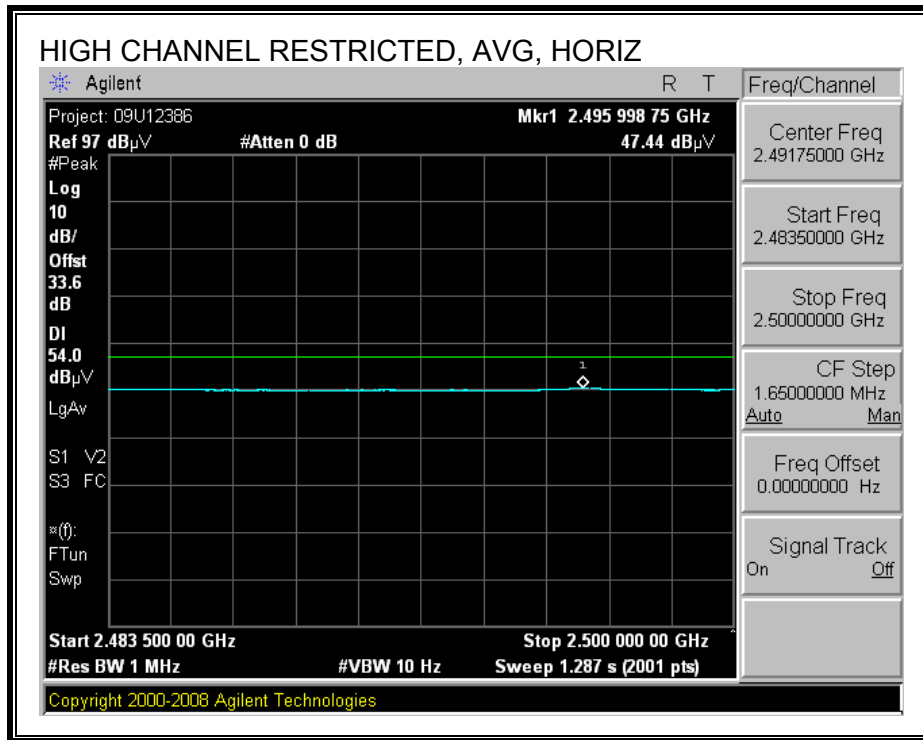 HIGH CHANNEL RESTRICTED, AVG, HORIZ
Agilent R T
Project: 09U12386 Mkr1 2.495 998 75 GHz
Ref 97 dBµV #Atten 0 dB 47.44 dBµV
#Peak
Log
10
dB/
Offst
33.6
dB
DI
54.0
dBµV
LgAv
1
S1 V2
S3 FC
¤(f):
FTun
Swp
Start 2.483 500 00 GHz Stop 2.500 000 00 GHz
#Res BW 1 MHz #VBW 10 Hz Sweep 1.287 s (2001 pts)
Copyright 2000-2008 Agilent Technologies
Freq/Channel
Center Freq
2.49175000 GHz
Start Freq
2.48350000 GHz
Stop Freq
2.50000000 GHz
CF Step
1.65000000 MHz
Auto Man
Freq Offset
0.00000000 Hz
Signal Track
On Off